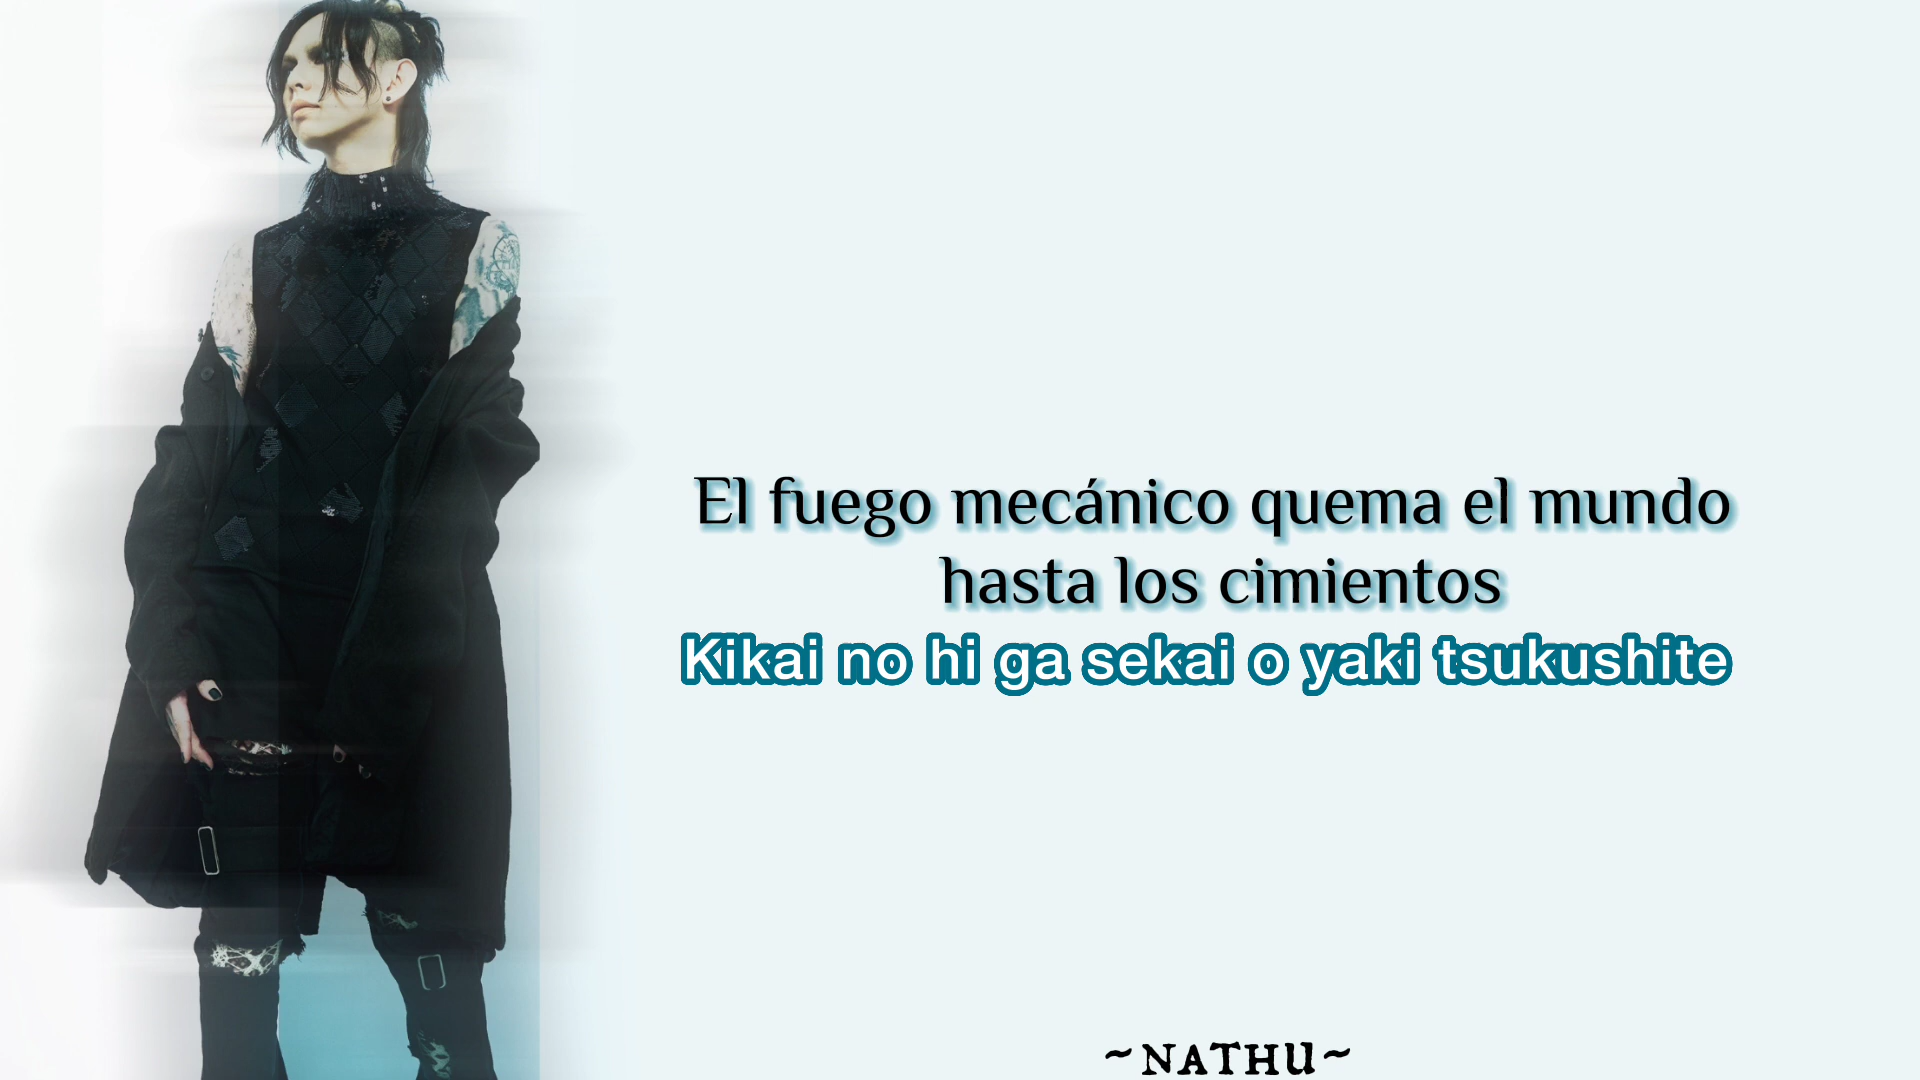 El fuego mecánico quema el mundo
hasta los cimientos
Kikai no hi ga sekai o yaki tsukushite
~NATHU~